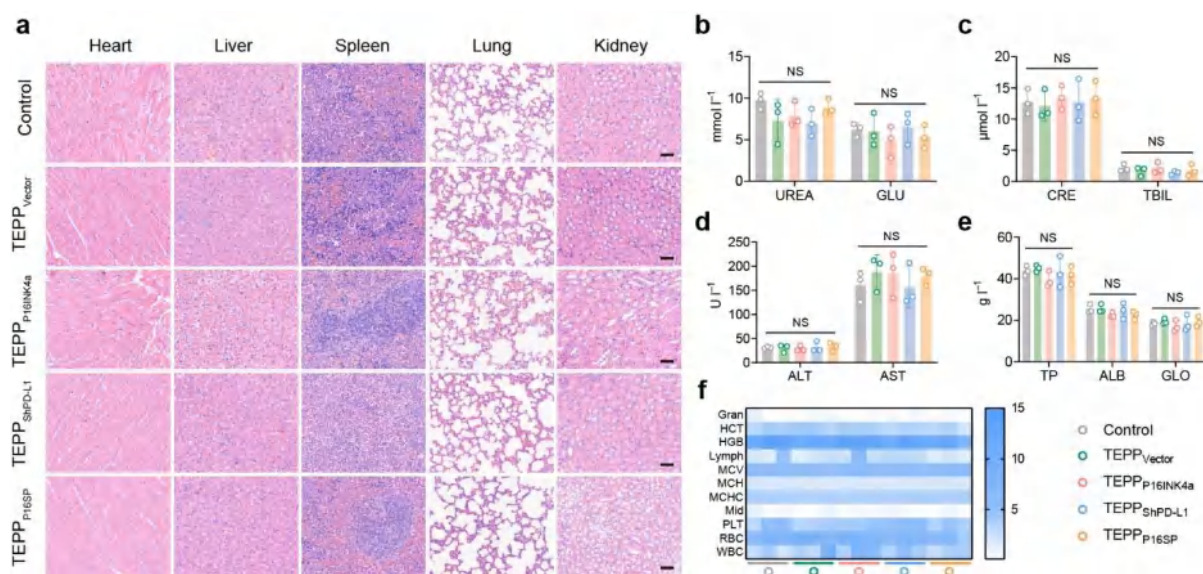 a
Heart Liver Spleen Lung Kidney
Control
TEPPVector
TEPPP16INK4a
TEPPShPD-L1
TEPPP16SP
b
mmol l⁻¹
15
10
5
0
NS
NS
UREA GLU
c
µmol l⁻¹
20
15
10
5
0
NS
NS
CRE TBIL
d
U l⁻¹
250
200
150
100
50
0
NS
NS
ALT AST
e
g l⁻¹
60
40
20
0
NS
NS
NS
TP ALB GLO
f
Gran
HCT
HGB
Lymph
MCV
MCH
MCHC
Mid
PLT
RBC
WBC
15
10
5
Control
TEPPVector
TEPPP16INK4a
TEPPShPD-L1
TEPPP16SP